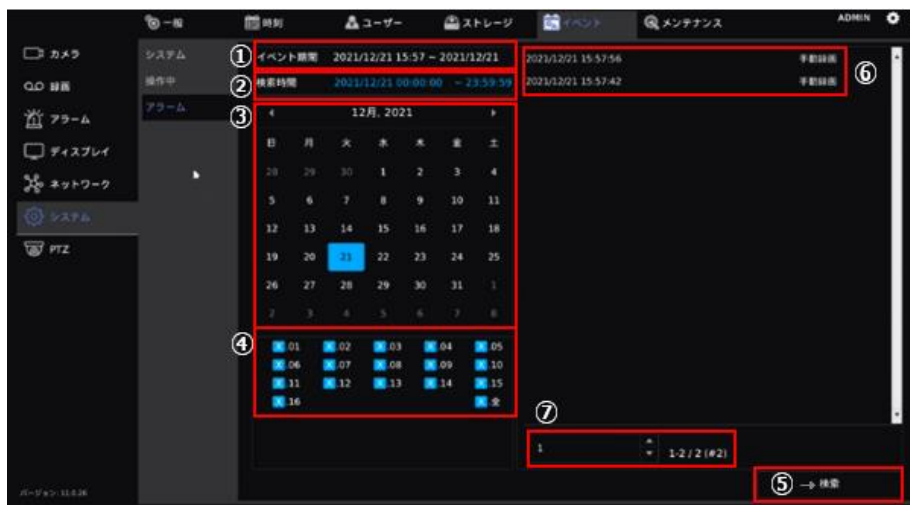 一般 時刻 ユーザー ストレージ イベント メンテナンス ADMIN
カメラ
録画
アラーム
ディスプレイ
ネットワーク
システム
PTZ
バージョン: 11.0.26
システム
操作中
アラーム
① イベント期間 2021/12/21 15:57 ~ 2021/12/21
② 検索時間 2021/12/21 00:00:00 ~ 23:59:59
③ 12月, 2021
日 月 火 水 木 金 土
28 29 30 1 2 3 4
5 6 7 8 9 10 11
12 13 14 15 16 17 18
19 20 21 22 23 24 25
26 27 28 29 30 31 1
2 3 4 5 6 7 8
④ 01 02 03 04 05
06 07 08 09 10
11 12 13 14 15
16 全
2021/12/21 15:57:56 手動録画
2021/12/21 15:57:42 手動録画
⑥
⑦
1 1-2 / 2 (#2)
⑤ → 検索